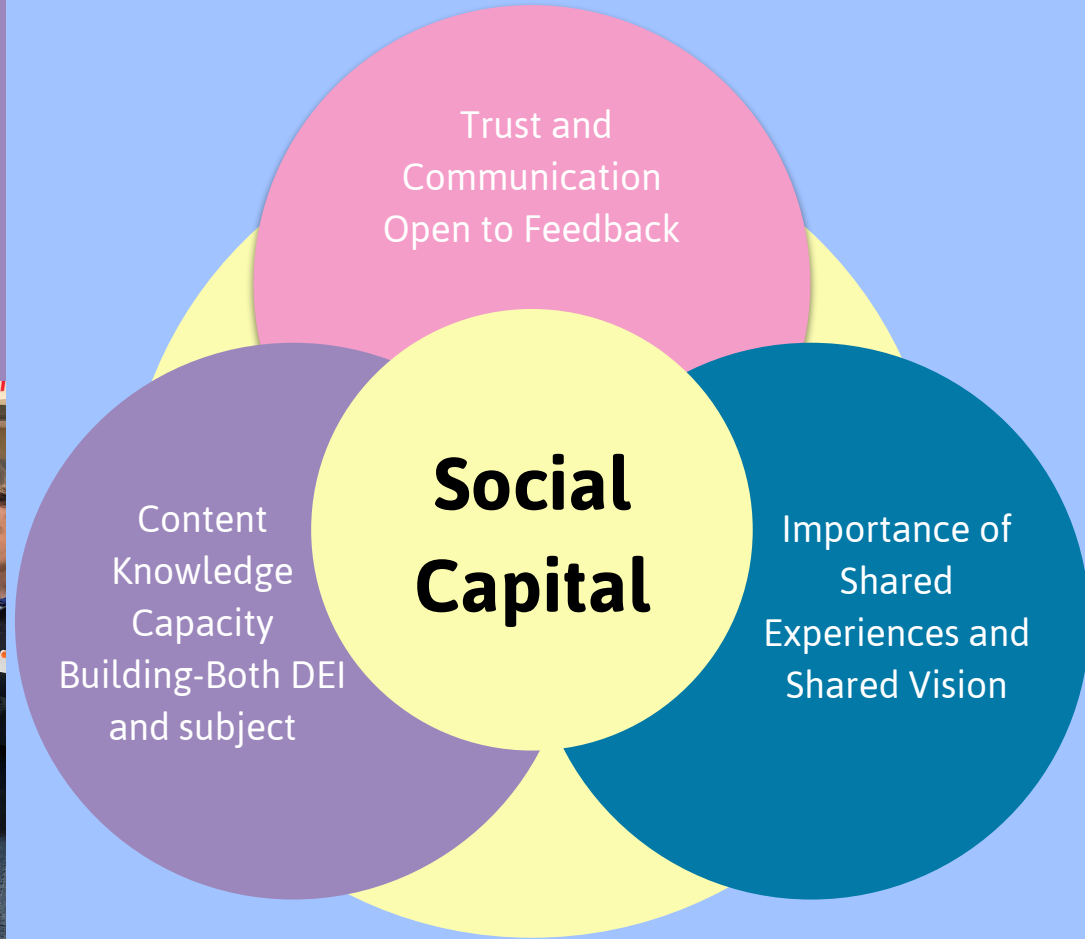 Trust and
Communication
Open to Feedback
Social
Capital
Content
Knowledge
Capacity
Building-Both DEI
and subject
Importance of
Shared
Experiences and
Shared Vision